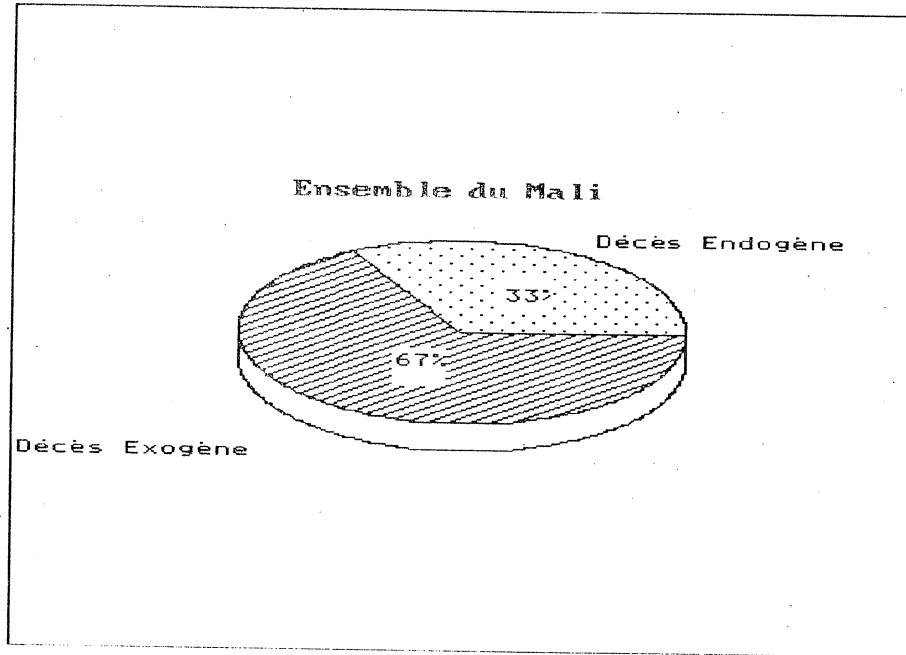 Ensemble du Mali
Décès Endogène
33%
67%
Décès Exogène